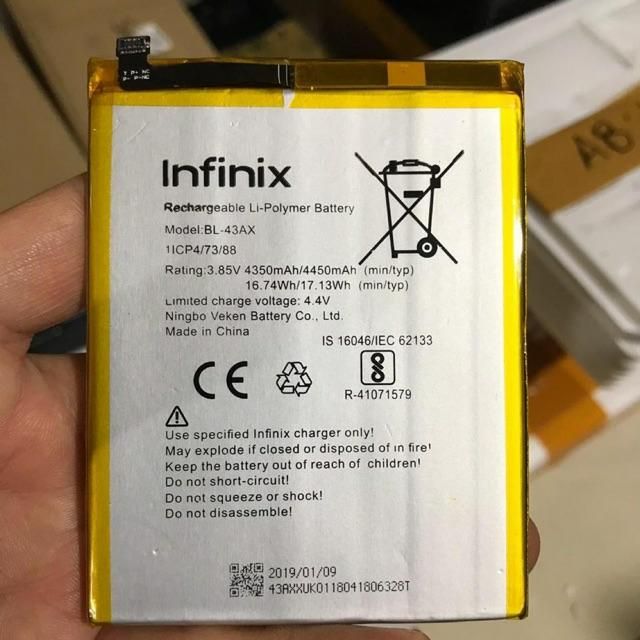 T P+ NC
P- P-NC
AB
Infinix
Rechargeable Li-Polymer Battery
Model:BL-43AX
1ICP4/73/88
Rating:3.85V 4350mAh/4450mAh (min/typ)
16.74Wh/17.13Wh (min/typ)
Limited charge voltage: 4.4V
Ningbo Veken Battery Co., Ltd.
Made in China
IS 16046/IEC 62133
CE
R-41071579
Use specified Infinix charger only!
May explode if closed or disposed of in fire!
Keep the battery out of reach of children!
Do not short-circuit!
Do not squeeze or shock!
Do not disassemble!
2019/01/09
43AXXUK0118041806328T